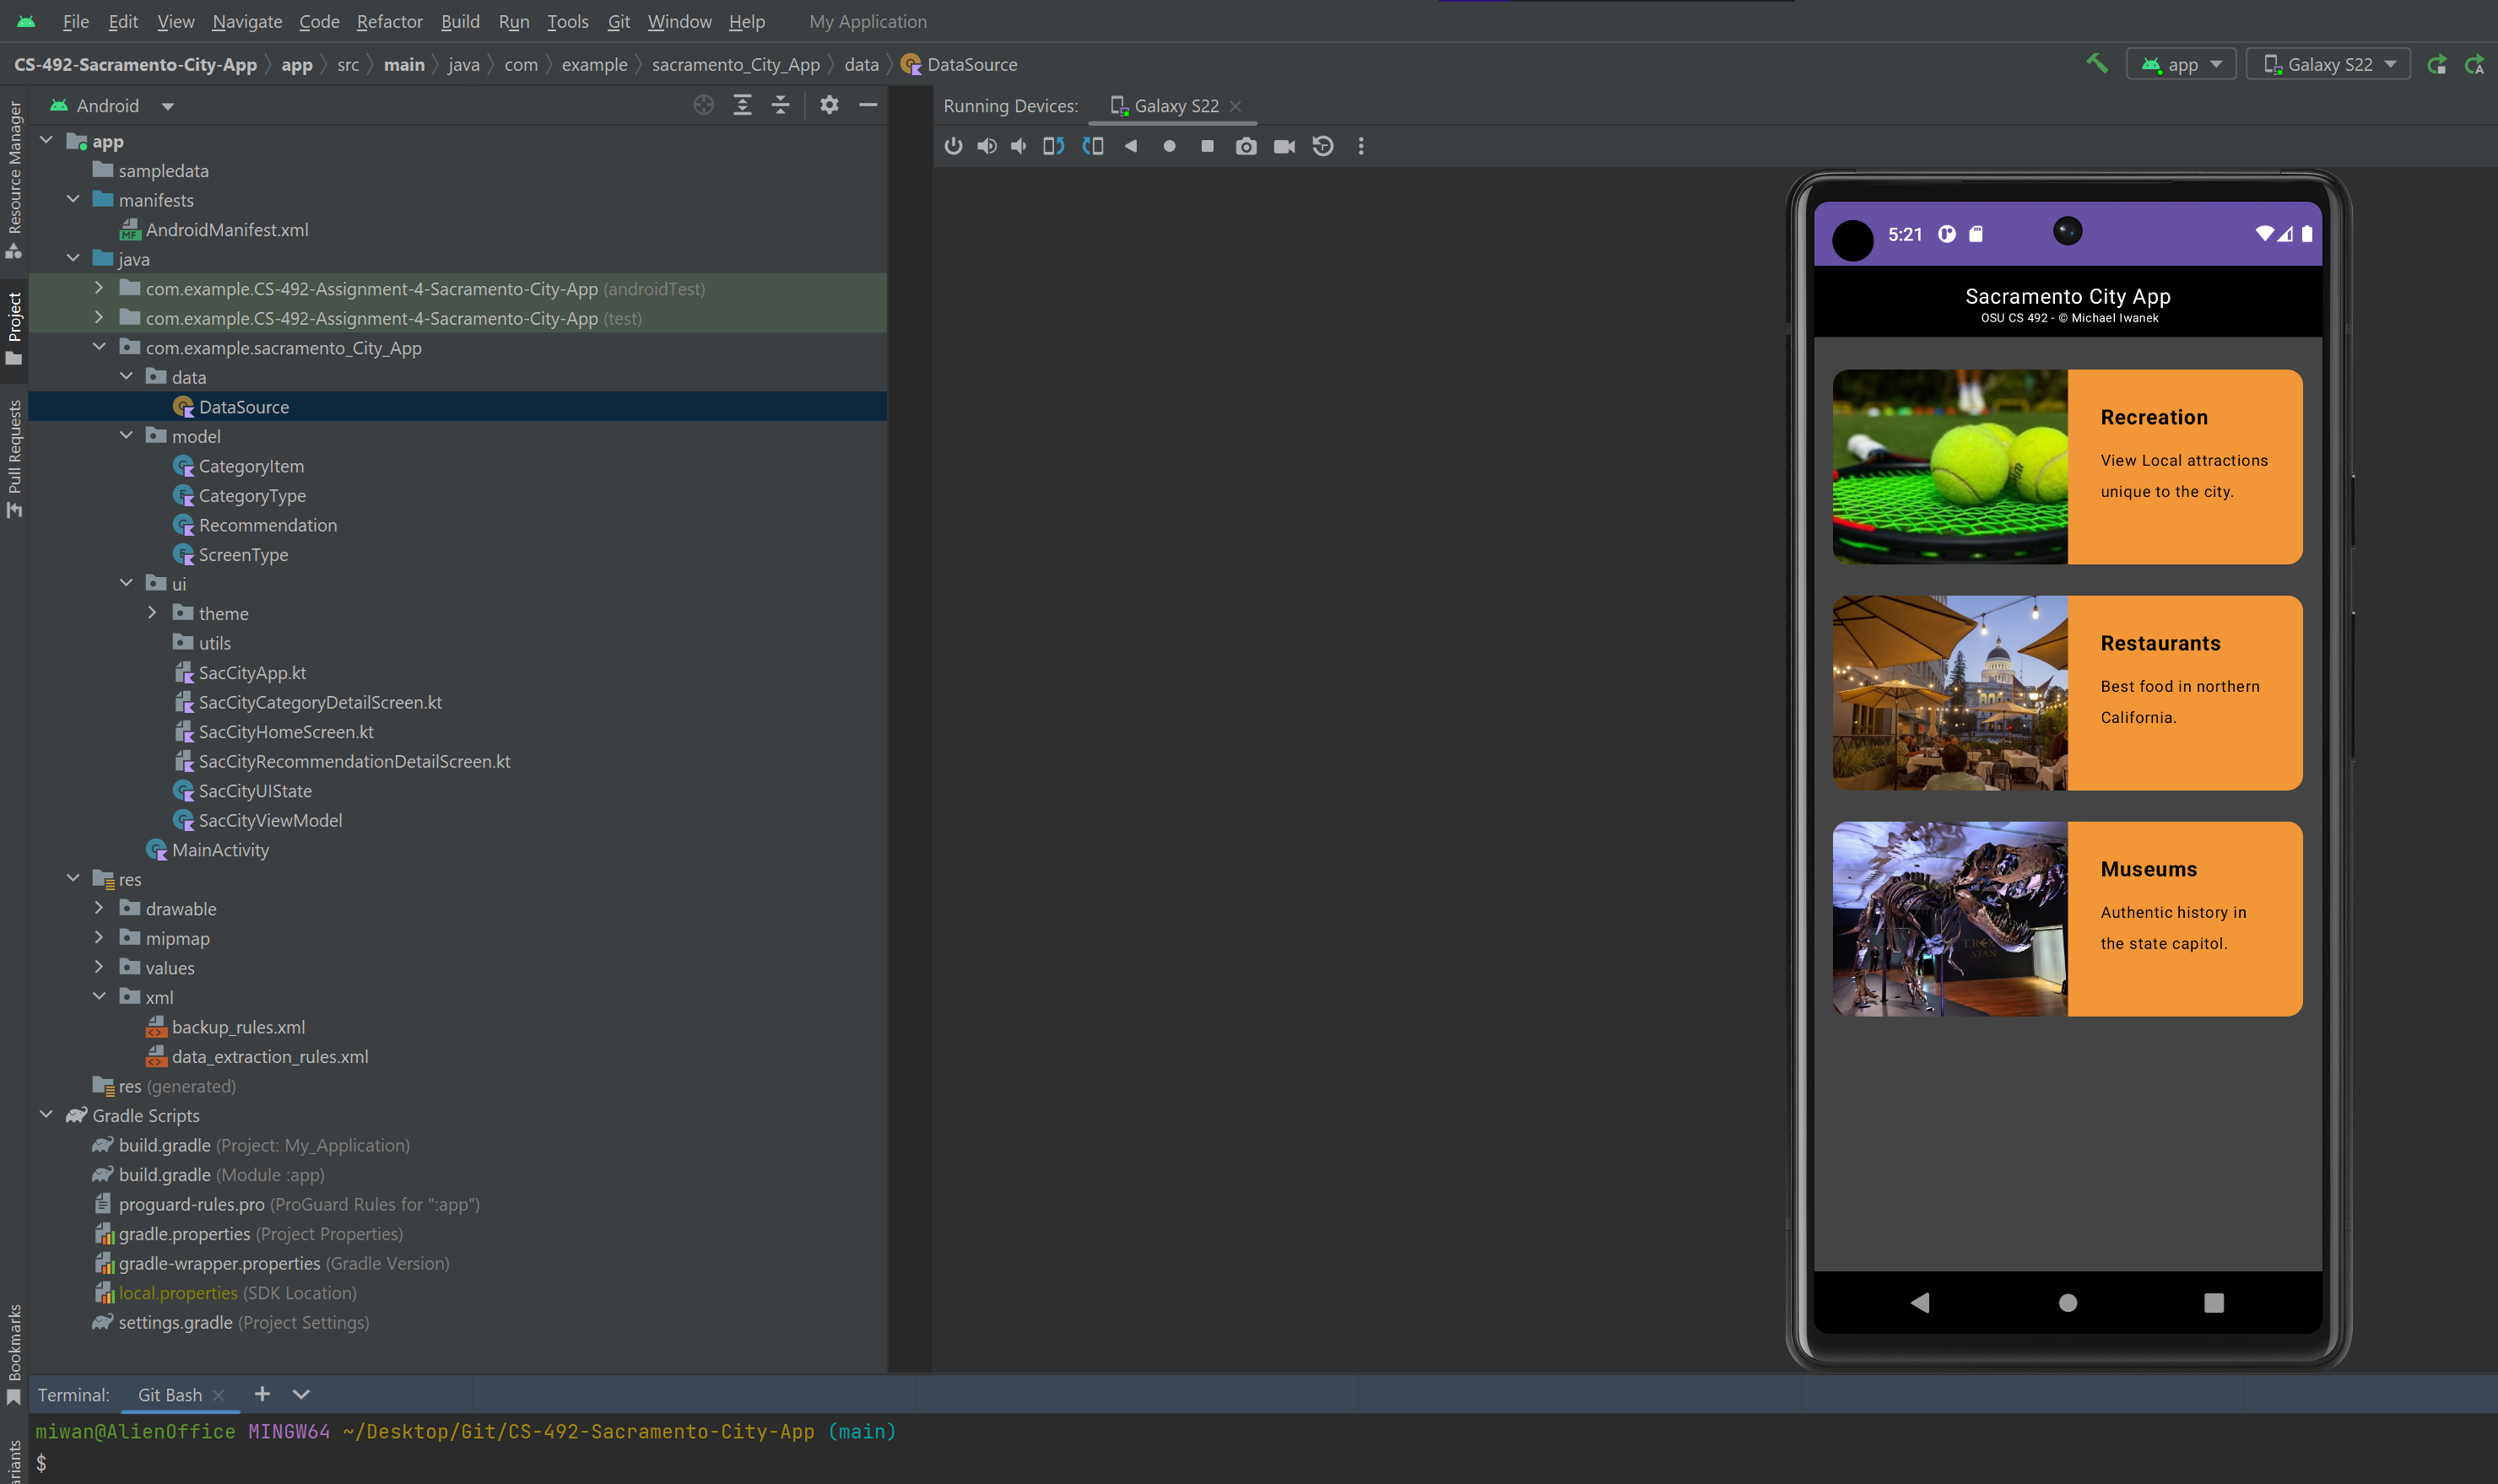 File Edit View Navigate Code Refactor Build Run Tools Git Window Help My Application
CS-492-Sacramento-City-App app src main java com example sacramento_City_App data DataSource
app Galaxy S22
Resource Manager
Project
Pull Requests
Bookmarks
Android
app
sampledata
manifests
AndroidManifest.xml
java
com.example.CS-492-Assignment-4-Sacramento-City-App (androidTest)
com.example.CS-492-Assignment-4-Sacramento-City-App (test)
com.example.sacramento_City_App
data
DataSource
model
CategoryItem
CategoryType
Recommendation
ScreenType
ui
theme
utils
SacCityApp.kt
SacCityCategoryDetailScreen.kt
SacCityHomeScreen.kt
SacCityRecommendationDetailScreen.kt
SacCityUIState
SacCityViewModel
MainActivity
res
drawable
mipmap
values
xml
backup_rules.xml
data_extraction_rules.xml
res (generated)
Gradle Scripts
build.gradle (Project: My_Application)
build.gradle (Module :app)
proguard-rules.pro (ProGuard Rules for ":app")
gradle.properties (Project Properties)
gradle-wrapper.properties (Gradle Version)
local.properties (SDK Location)
settings.gradle (Project Settings)
Running Devices: Galaxy S22
5:21
Sacramento City App
OSU CS 492 - © Michael Iwanek
Recreation
View Local attractions
unique to the city.
Restaurants
Best food in northern
California.
Museums
Authentic history in
the state capitol.
Terminal: Git Bash
miwan@AlienOffice MINGW64 ~/Desktop/Git/CS-492-Sacramento-City-App (main)
$